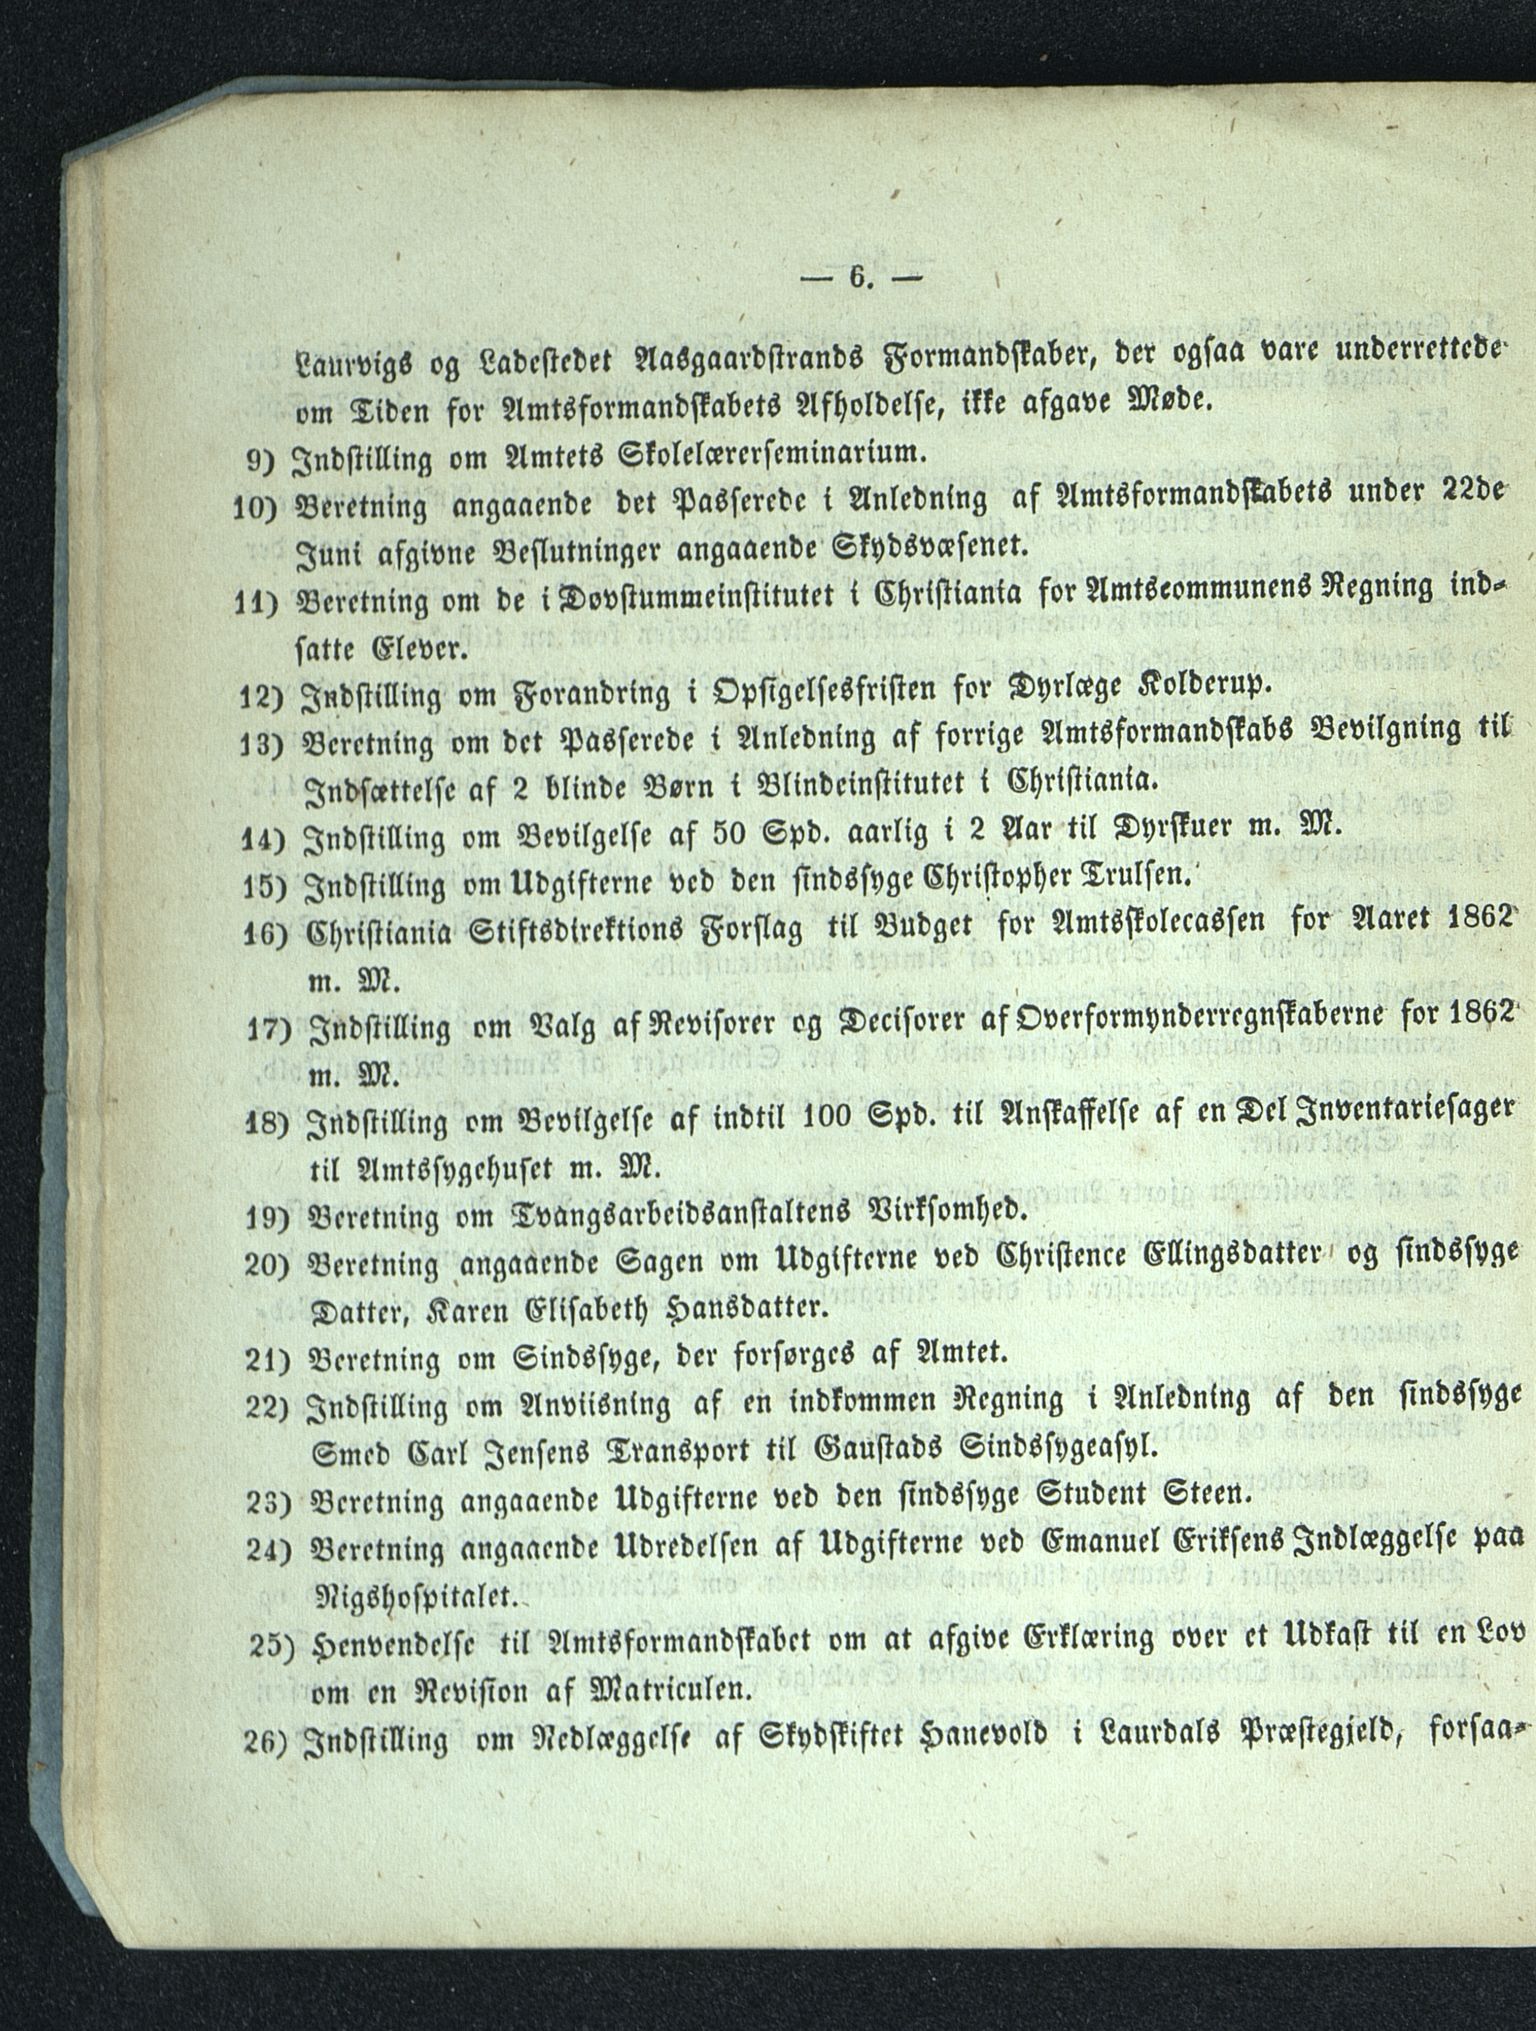 — 6. —
Laurvigs og Ladestedet Aasgaardstrands Formandskaber, der ogsaa vare underrettede
om Tiden for Amtsformandskabets Afholdelse, ikke afgave Møde.
9) Indstilling om Amtets Skolelærerseminarium.
10) Beretning angaaende det Passerede i Anledning af Amtsformandskabets under 22de
Juni afgivne Beslutninger angaaende Skydsvæsenet.
11) Beretning om de i Døvstummeinstitutet i Christiania for Amtscommunens Regning ind-
satte Elever.
12) Indstilling om Forandring i Opsigelsesfristen for Dyrlæge Kolderup.
13) Beretning om det Passerede i Anledning af forrige Amtsformandskabs Bevilgning til
Indsættelse af 2 blinde Børn i Blindeinstitutet i Christiania.
14) Indstilling om Bevilgelse af 50 Spd. aarlig i 2 Aar til Dyrskuer m. M.
15) Indstilling om Udgifterne ved den sindssyge Christopher Trulsen.
16) Christiania Stiftsdirektions Forslag til Budget for Amtsskolecassen for Aaret 1862
m. M.
17) Indstilling om Valg af Revisorer og Decisorer af Overformynderregnskaberne for 1862
m. M.
18) Indstilling om Bevilgelse af indtil 100 Spd. til Anskaffelse af en Del Inventariesager
til Amtssygehuset m. M.
19) Beretning om Tvangsarbeidsanstaltens Virksomhed.
20) Beretning angaaende Sagen om Udgifterne ved Christence Ellingsdatter og sindssyge
Datter, Karen Elisabeth Hansdatter.
21) Beretning om Sindssyge, der forsørges af Amtet.
22) Indstilling om Anviisning af en indkommen Regning i Anledning af den sindssyge
Smed Carl Jensens Transport til Gaustads Sindssygeasyl.
23) Beretning angaaende Udgifterne ved den sindssyge Student Steen.
24) Beretning angaaende Udredelsen af Udgifterne ved Emanuel Eriksens Indlæggelse paa
Rigshospitalet.
25) Henvendelse til Amtsformandskabet om at afgive Erklæring over et Udkast til en Lov
om en Revision af Matriculen.
26) Indstilling om Nedlæggelse af Skydskiftet Hanevold i Laurdals Præstegjeld, forsaa-